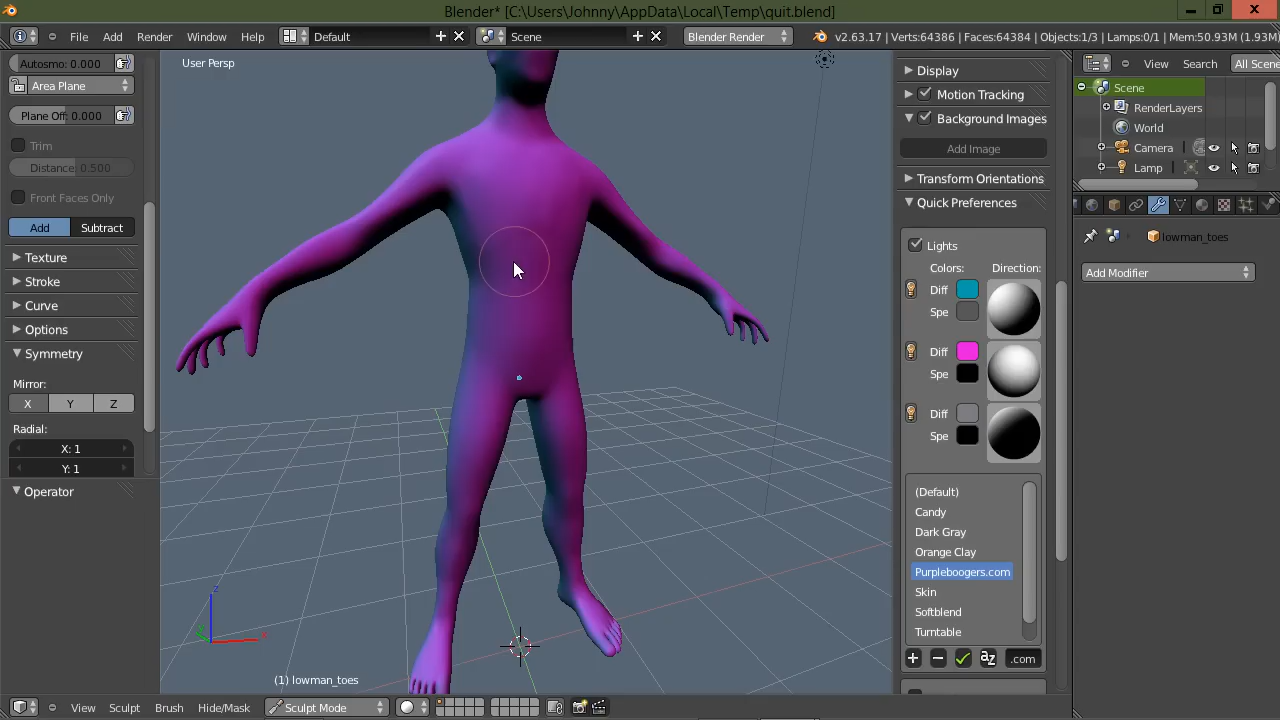 Blender* [C:\Users\Johnny\AppData\Local\Temp\quit.blend]
File Add Render Window Help Default Scene Blender Render v2.63.17 | Verts:64386 | Faces:64384 | Objects:1/3 | Lamps:0/1 | Mem:50.93M (1.93M)
Autosmo: 0.000
Area Plane
Plane Off: 0.000
Trim
Distance: 0.500
Front Faces Only
Add Subtract
Texture
Stroke
Curve
Options
Symmetry
Mirror:
X Y Z
Radial:
X: 1
Y: 1
Operator
User Persp
z
x
(1) lowman_toes
View Sculpt Brush Hide/Mask Sculpt Mode
Display
Motion Tracking
Background Images
Add Image
Transform Orientations
Quick Preferences
Lights
Colors: Direction:
Diff
Spe
Diff
Spe
Diff
Spe
(Default)
Candy
Dark Gray
Orange Clay
Purpleboogers.com
Skin
Softblend
Turntable
.com
View Search All Scene
Scene
RenderLayers
World
Camera
Lamp
lowman_toes
Add Modifier